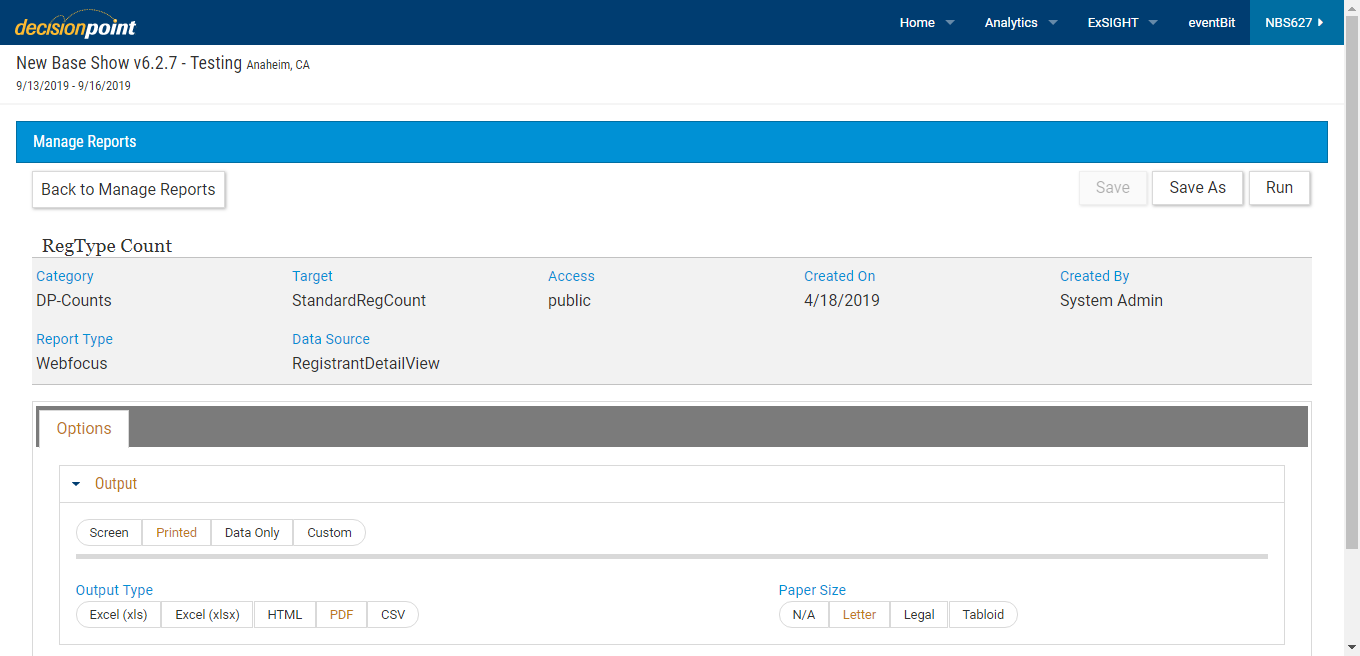 decisionpoint Home Analytics ExSIGHT eventBit NBS627
New Base Show v6.2.7 - Testing Anaheim, CA
9/13/2019 - 9/16/2019
Manage Reports
Back to Manage Reports Save Save As Run
RegType Count
Category Target Access Created On Created By
DP-Counts StandardRegCount public 4/18/2019 System Admin
Report Type Data Source
Webfocus RegistrantDetailView
Options
Output
Screen Printed Data Only Custom
Output Type Paper Size
Excel (xls) Excel (xlsx) HTML PDF CSV N/A Letter Legal Tabloid